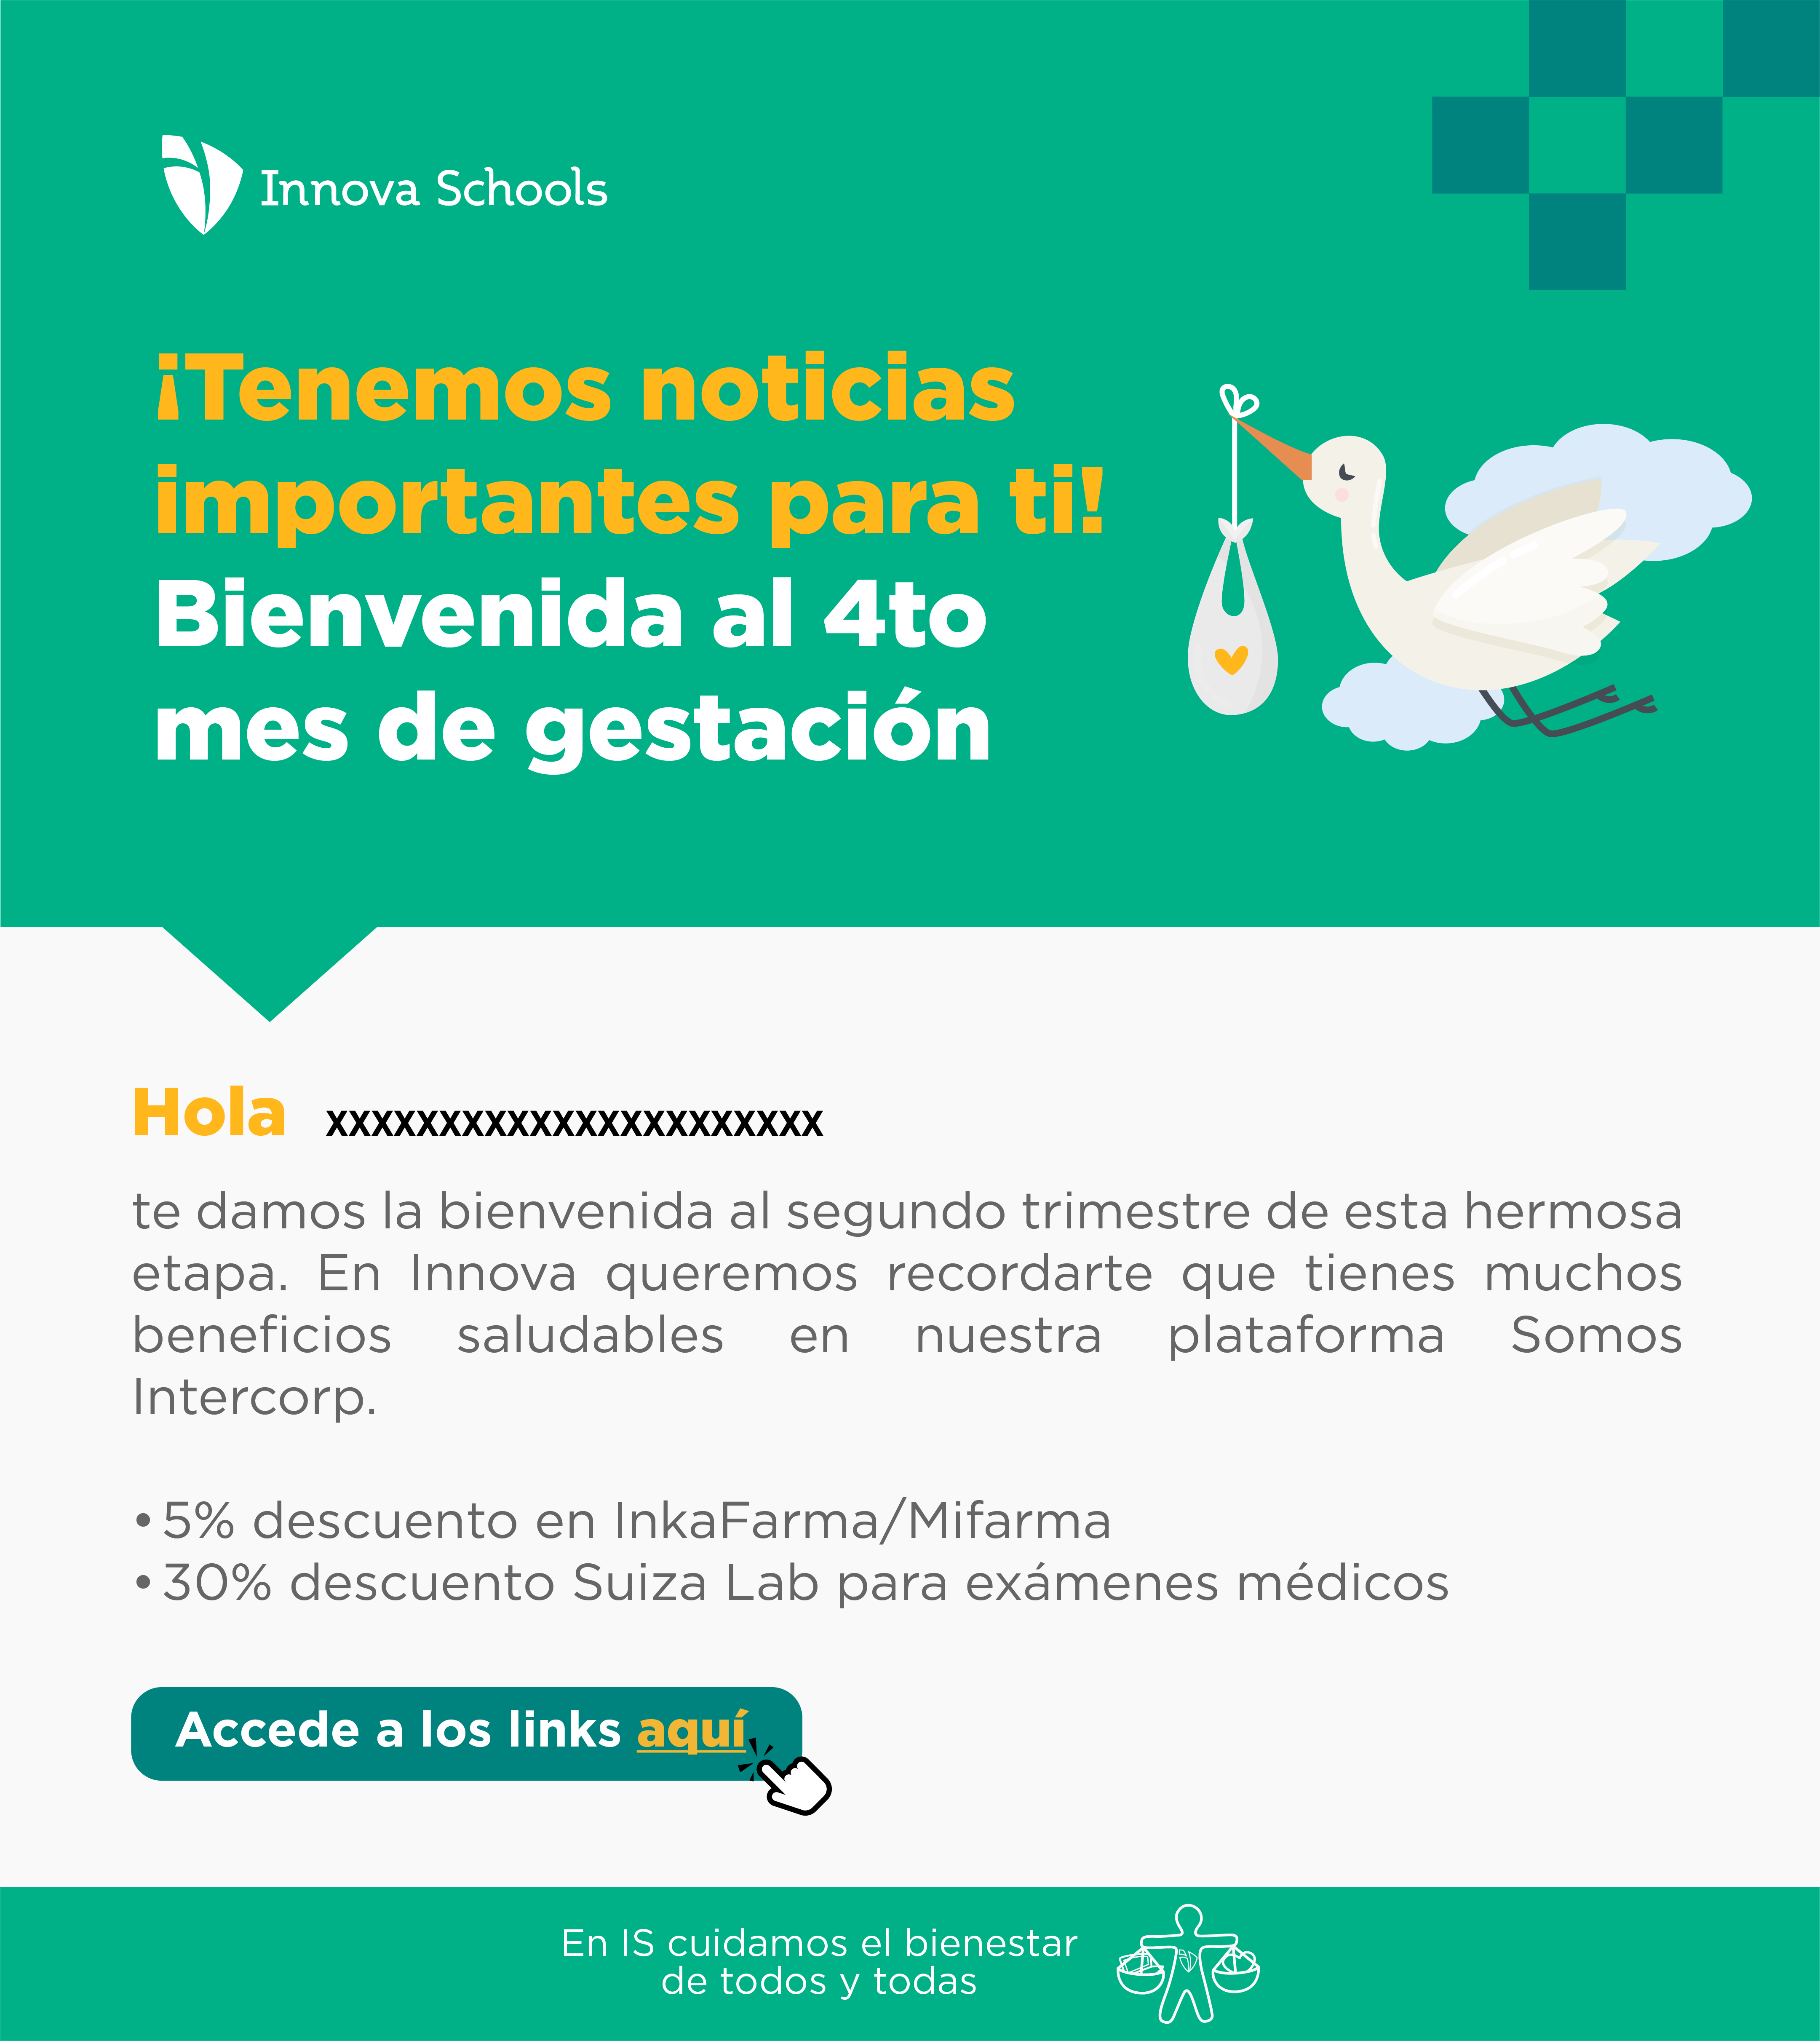 Innova Schools
¡Tenemos noticias
importantes para ti!
Bienvenida al 4to
mes de gestación
Hola xxxxxxxxxxxxxxxxxxxxxx
te damos la bienvenida al segundo trimestre de esta hermosa
etapa. En Innova queremos recordarte que tienes muchos
beneficios saludables en nuestra plataforma Somos
Intercorp.
• 5% descuento en InkaFarma/Mifarma
• 30% descuento Suiza Lab para exámenes médicos
Accede a los links aquí
En IS cuidamos el bienestar
de todos y todas